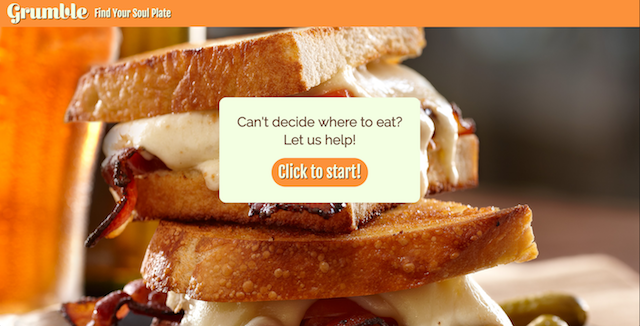 Grumble Find Your Soul Plate
Can't decide where to eat?
Let us help!
Click to start!